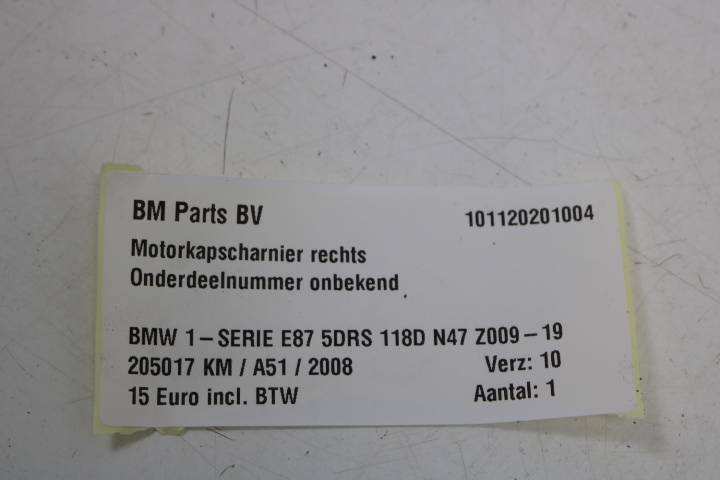 BM Parts BV 101120201004
Motorkapscharnier rechts
Onderdeelnummer onbekend
BMW 1-SERIE E87 5DRS 118D N47 Z009-19
205017 KM / A51 / 2008 Verz: 10
15 Euro incl. BTW Aantal: 1